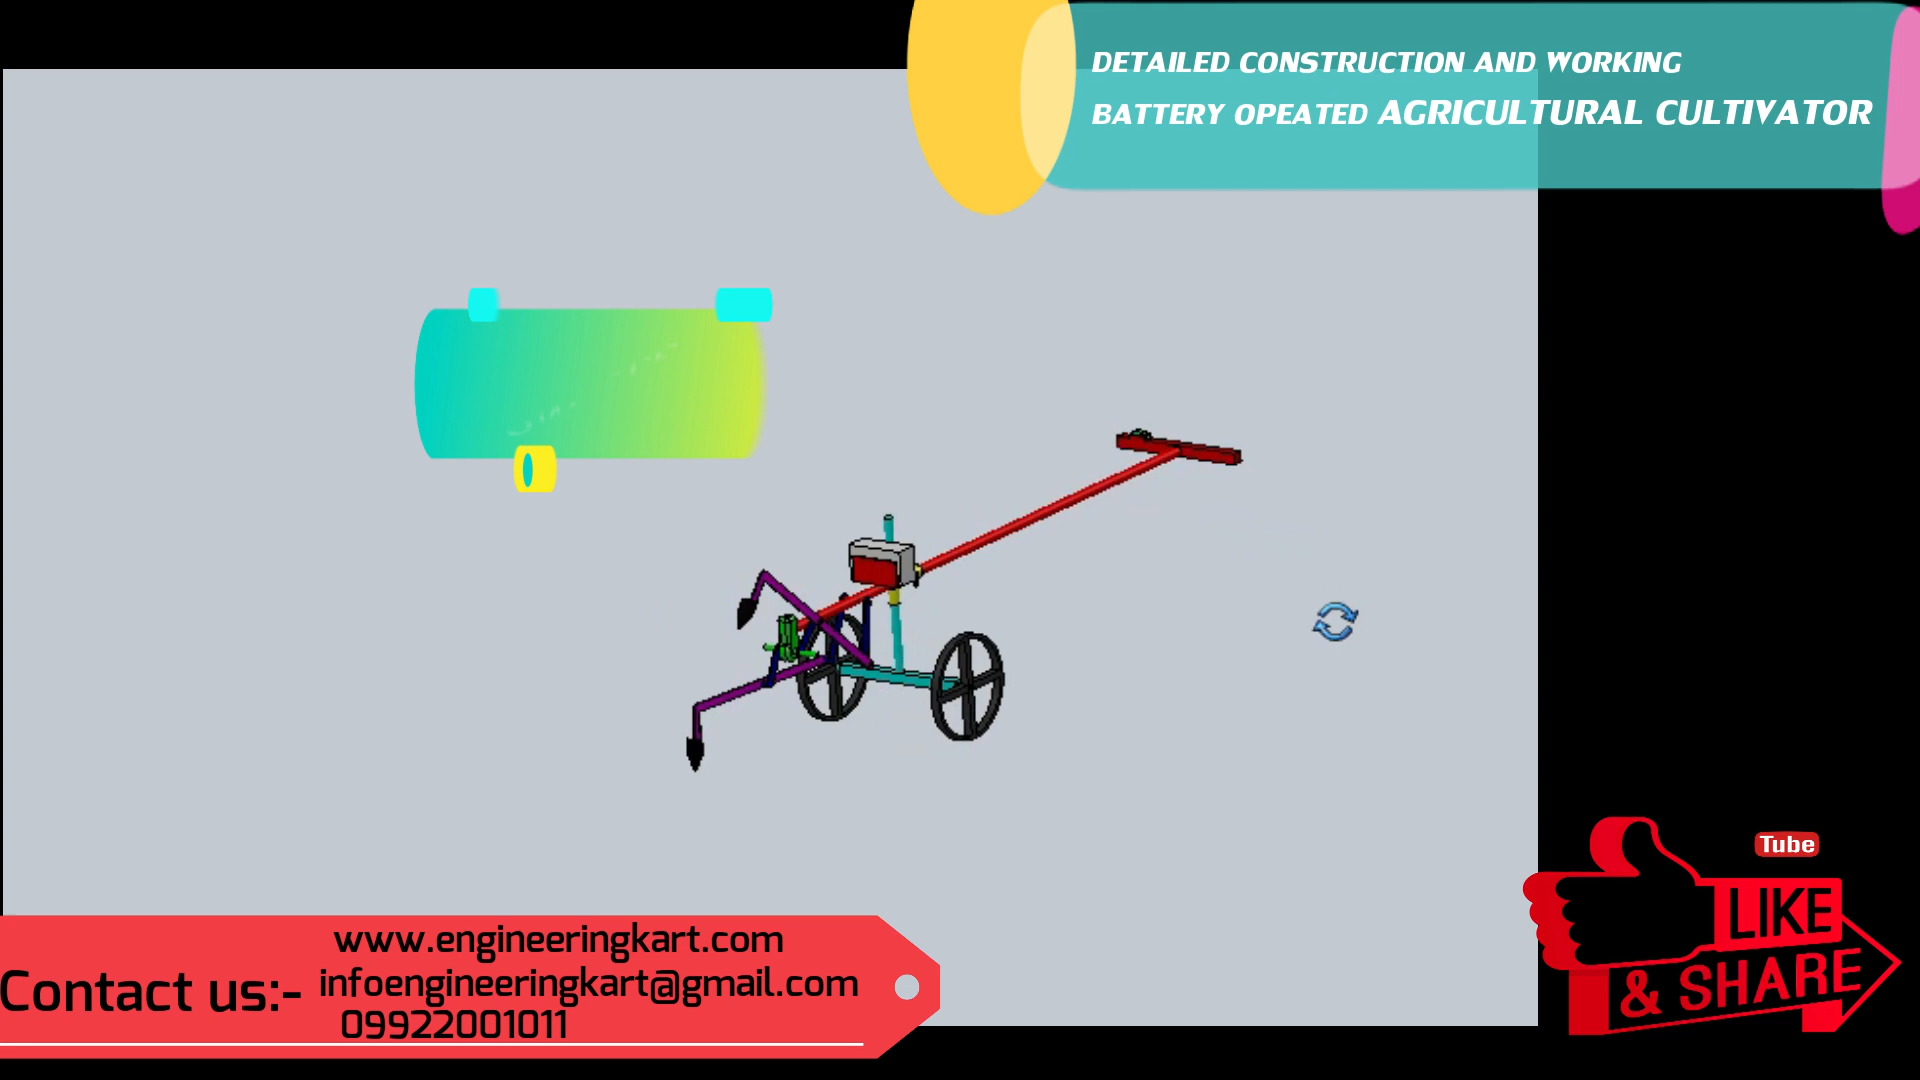 DETAILED CONSTRUCTION AND WORKING
BATTERY OPEATED AGRICULTURAL CULTIVATOR
Tube
LIKE
& SHARE
www.engineeringkart.com
Contact us:- infoengineeringkart@gmail.com
09922001011